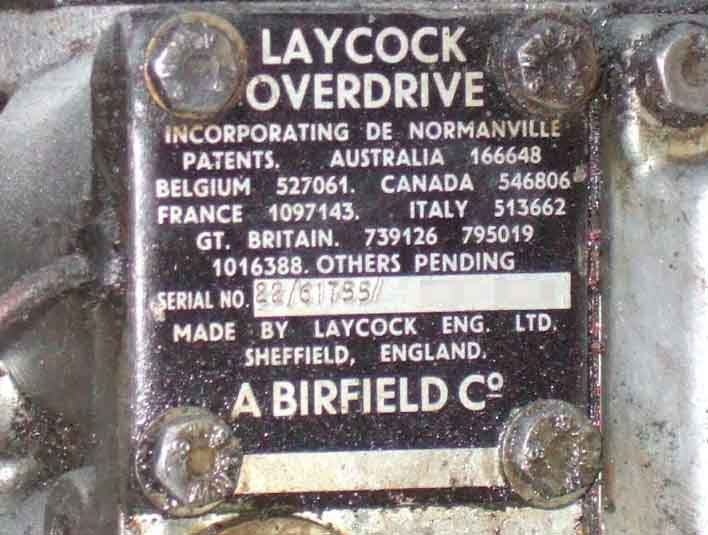 LAYCOCK
OVERDRIVE
INCORPORATING DE NORMANVILLE
PATENTS. AUSTRALIA 166648
BELGIUM 527061. CANADA 546806
FRANCE 1097143. ITALY 513662
GT. BRITAIN. 739126 795019
1016388. OTHERS PENDING
SERIAL NO.
MADE BY LAYCOCK ENG. LTD.
SHEFFIELD, ENGLAND.
A BIRFIELD Cº